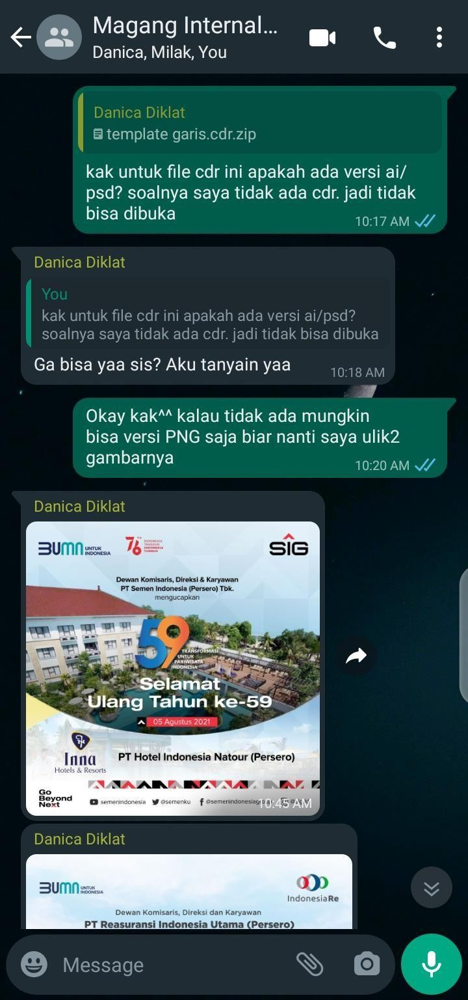 Magang Internal...
Danica, Milak, You
Danica Diklat
template garis.cdr.zip
kak untuk file cdr ini apakah ada versi ai/
psd? soalnya saya tidak ada cdr. jadi tidak
bisa dibuka
10:17 AM
Danica Diklat
You
kak untuk file cdr ini apakah ada versi ai/psd?
soalnya saya tidak ada cdr. jadi tidak bisa dibuka
Ga bisa yaa sis? Aku tanyain yaa
10:18 AM
Okay kak^^ kalau tidak ada mungkin
bisa versi PNG saja biar nanti saya ulik2
gambarnya
10:20 AM
Danica Diklat
BUMN UNTUK
INDONESIA
76TH INDONESIA
TANGGUH
INDONESIA
TUMBUH
SIG
Dewan Komisaris, Direksi & Karyawan
PT Semen Indonesia (Persero) Tbk.
mengucapkan
59
TRANSFORMASI
UNTUK
PARIWISATA
INDONESIA
Selamat
Ulang Tahun ke-59
05 Agustus 2021
Inna
Hotels & Resorts
PT Hotel Indonesia Natour (Persero)
Go
Beyond
Next
semenindonesia @semenku
10:45 AM
Danica Diklat
BUMN UNTUK
INDONESIA
IndonesiaRe
Dewan Komisaris, Direksi dan Karyawan
PT Reasuransi Indonesia Utama (Persero)
Message